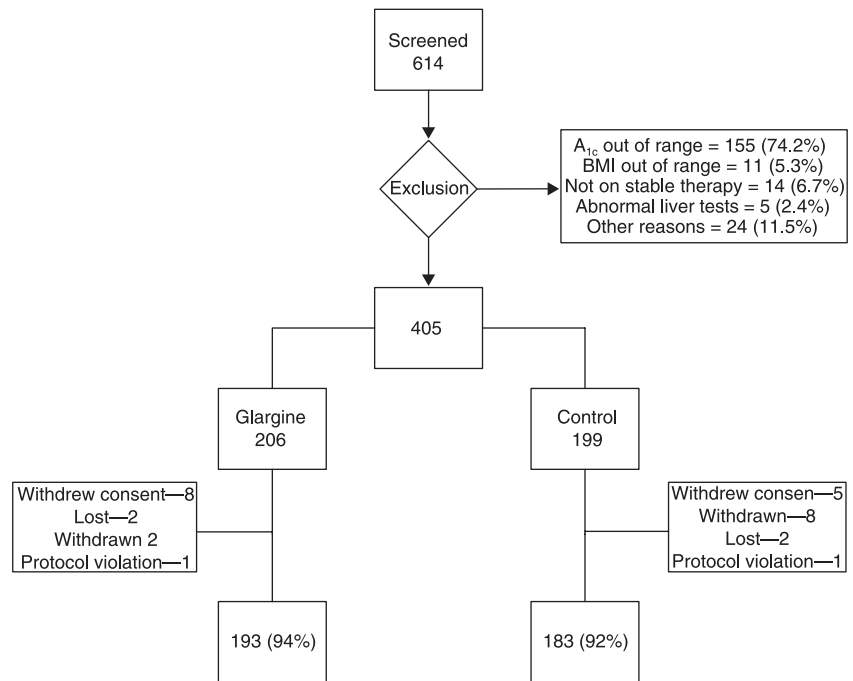 Screened
614
Exclusion
A1c out of range = 155 (74.2%)
BMI out of range = 11 (5.3%)
Not on stable therapy = 14 (6.7%)
Abnormal liver tests = 5 (2.4%)
Other reasons = 24 (11.5%)
405
Glargine
206
Control
199
Withdrew consent—8
Lost—2
Withdrawn 2
Protocol violation—1
Withdrew consen—5
Withdrawn—8
Lost—2
Protocol violation—1
193 (94%)
183 (92%)